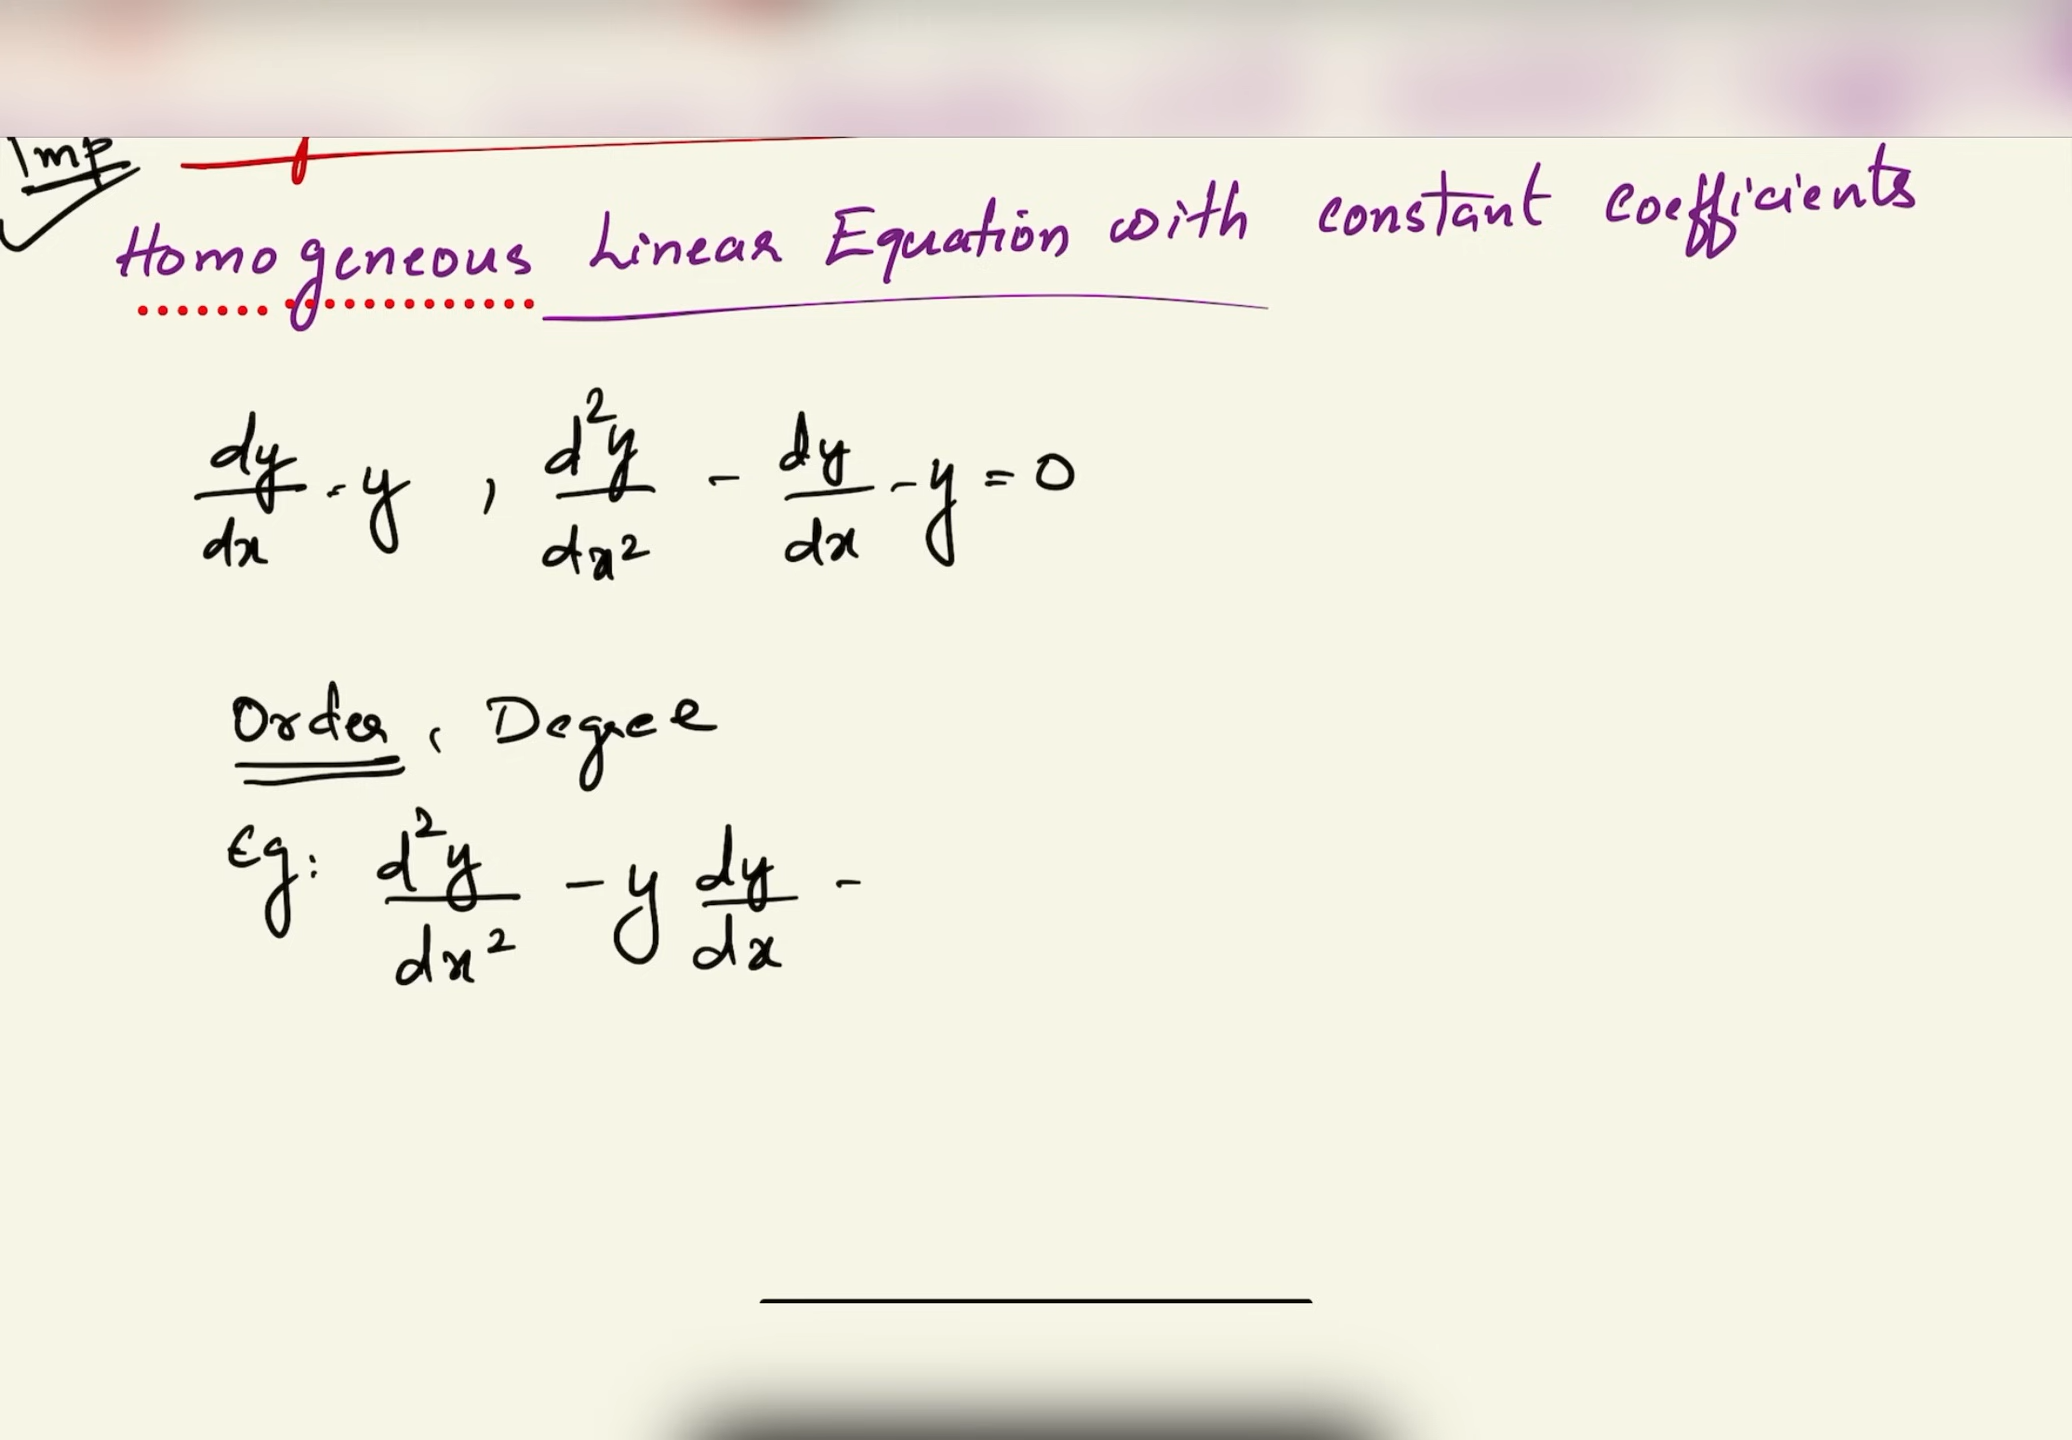 Imp
Homogeneous Linear Equation with constant coefficients
dy/dx - y , d²y/dx² - dy/dx - y = 0
Order, Degree
Eg: d²y/dx² - y dy/dx -